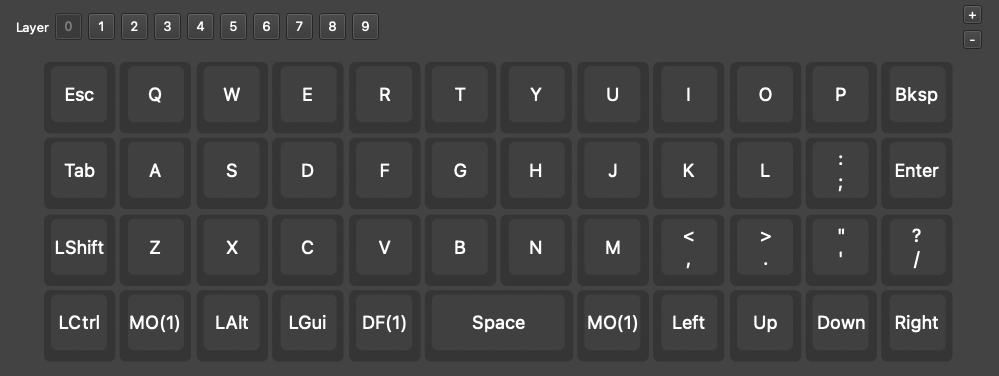 Layer 0 1 2 3 4 5 6 7 8 9 +
-
Esc Q W E R T Y U I O P Bksp
Tab A S D F G H J K L : ; Enter
LShift Z X C V B N M < , > . " ' ? /
LCtrl MO(1) LAlt LGui DF(1) Space MO(1) Left Up Down Right